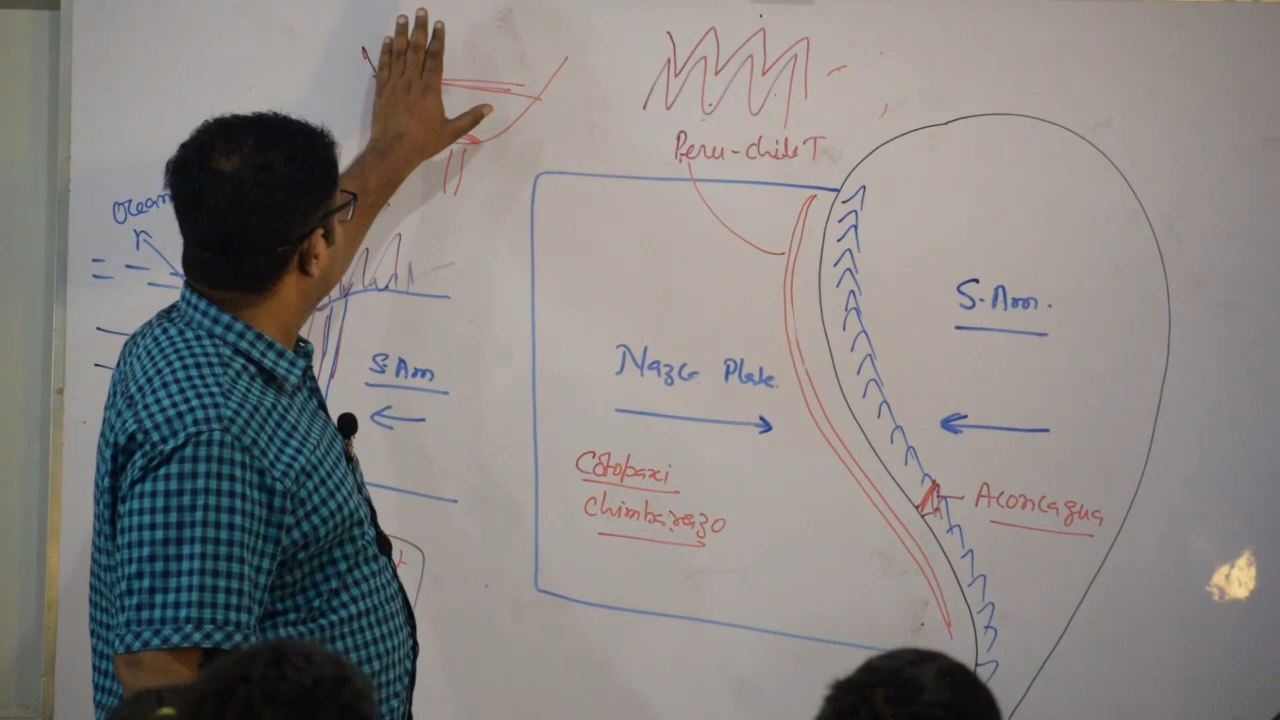 Peru-chile T
Ocean
S.Am.
S.Am
Nazca Plate.
Cotopaxi
Chimborazo
Aconcagua